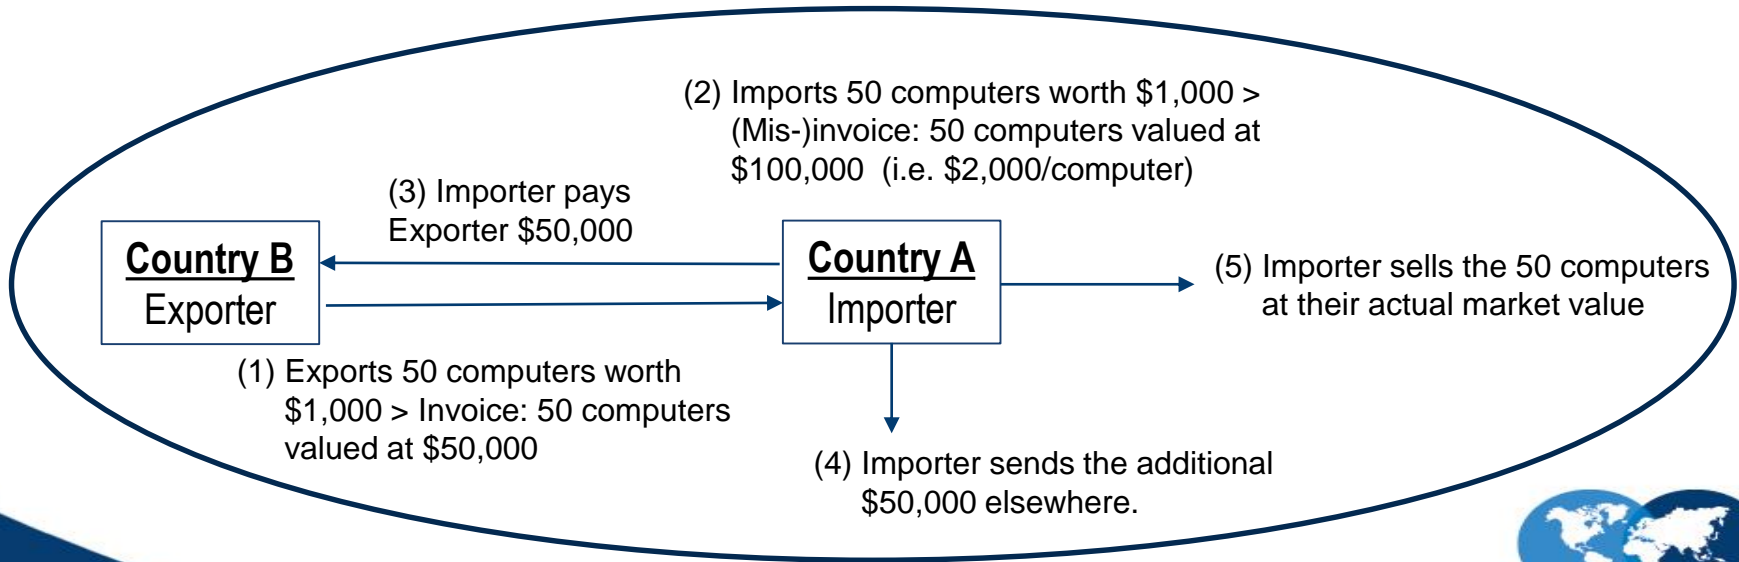 (2) Imports 50 computers worth $1,000 >
(Mis-)invoice: 50 computers valued at
$100,000 (i.e. $2,000/computer)
(3) Importer pays
Exporter $50,000
Country B
Exporter
Country A
Importer
(5) Importer sells the 50 computers
at their actual market value
(1) Exports 50 computers worth
$1,000 > Invoice: 50 computers
valued at $50,000
(4) Importer sends the additional
$50,000 elsewhere.